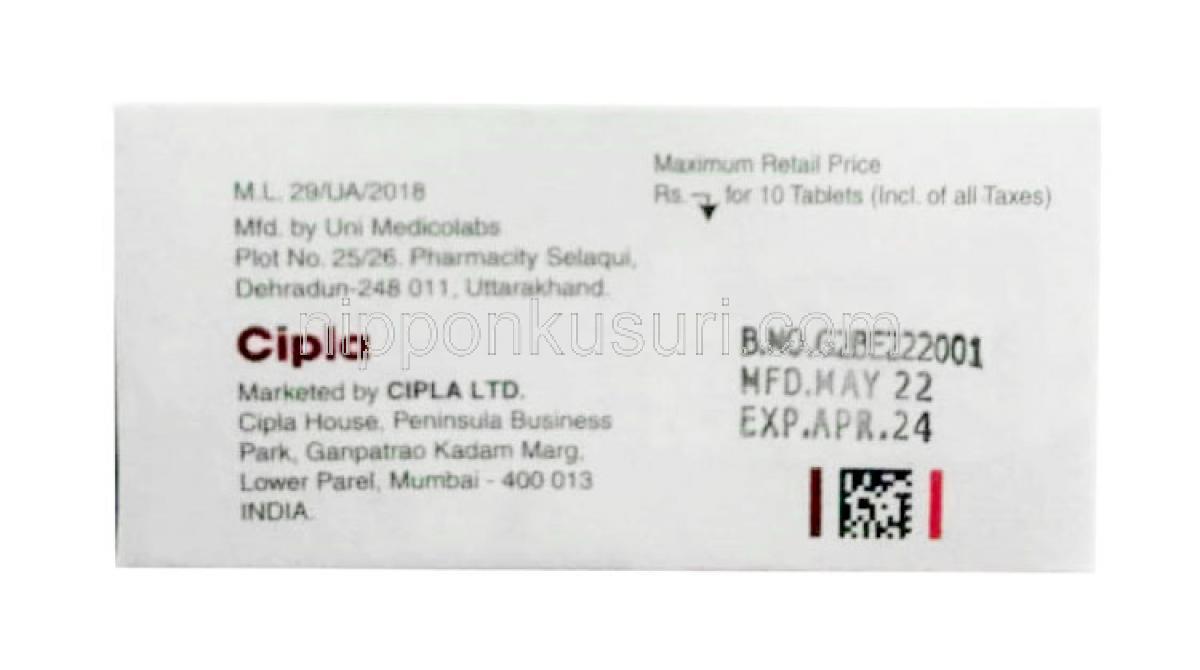 M.L. 29/UA/2018
Mfd. by Uni Medicolabs
Plot No. 25/26. Pharmacity Selaqui,
Dehradun-248 011, Uttarakhand.
Cipla
Marketed by CIPLA LTD.
Cipla House, Peninsula Business
Park, Ganpatrao Kadam Marg,
Lower Parel, Mumbai - 400 013
INDIA.
Maximum Retail Price
Rs. for 10 Tablets (Incl. of all Taxes)
MFD.MAY 22
EXP.APR.24
nipponkusuri.com